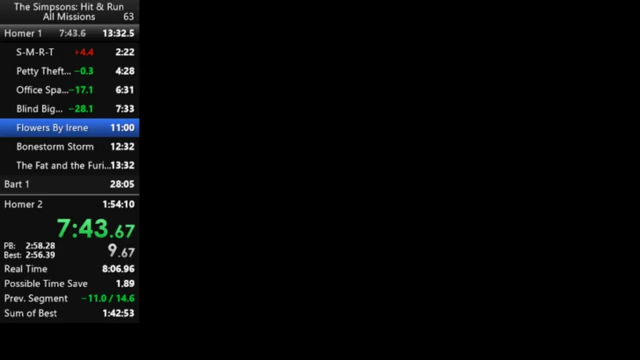 The Simpsons: Hit & Run
All Missions 63
Homer 1 7:43.6 13:32.5
S-M-R-T +4.4 2:22
Petty Theft... −0.3 4:28
Office Spa... −17.1 6:31
Blind Big... −28.1 7:33
Flowers By Irene 11:00
Bonestorm Storm 12:32
The Fat and the Furi... 13:32
Bart 1 28:05
Homer 2 1:54:10
7:43.67
PB: 2:58.28
Best: 2:56.39 9.67
Real Time 8:06.96
Possible Time Save 1.89
Prev. Segment −11.0 / 14.6
Sum of Best 1:42:53